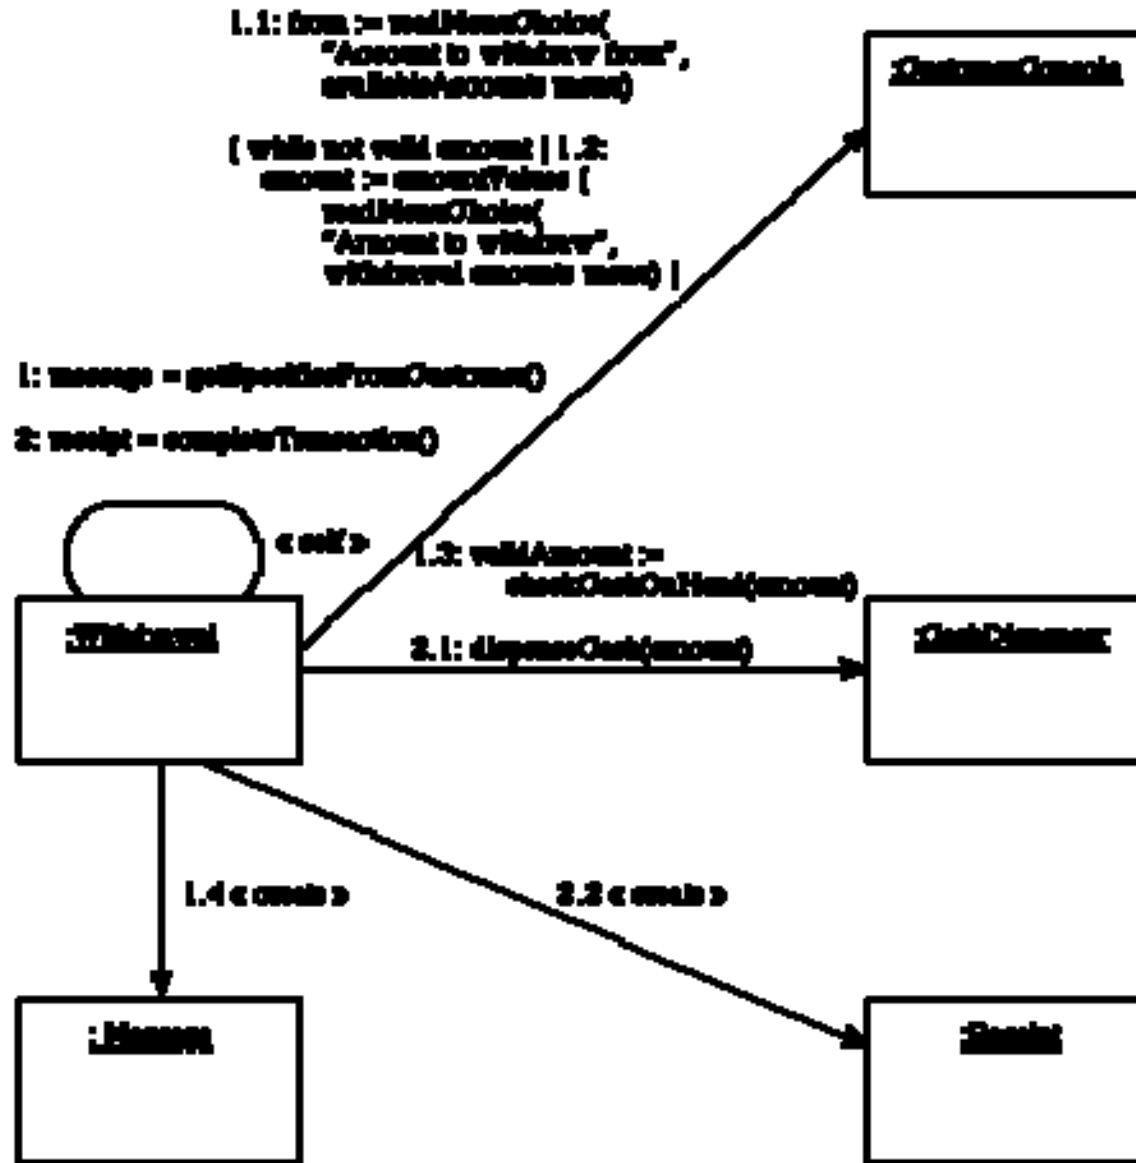 1.1: from := readMenuChoice(
"Account to withdraw from",
availableAccounts menu)
:CustomerConsole
[ while not valid amount ] 1.2:
amount := amountValues [
readMenuChoice(
"Amount to withdraw",
withdrawal amounts menu) ]
1: message = getSpecificsFromCustomer()
2: receipt = completeTransaction()
< self >
1.3: validAmount :=
checkCashOnHand(amount)
:Withdrawal
2.1: dispenseCash(amount)
:CashDispenser
1.4 < create >
2.2 < create >
: Message
:Receipt